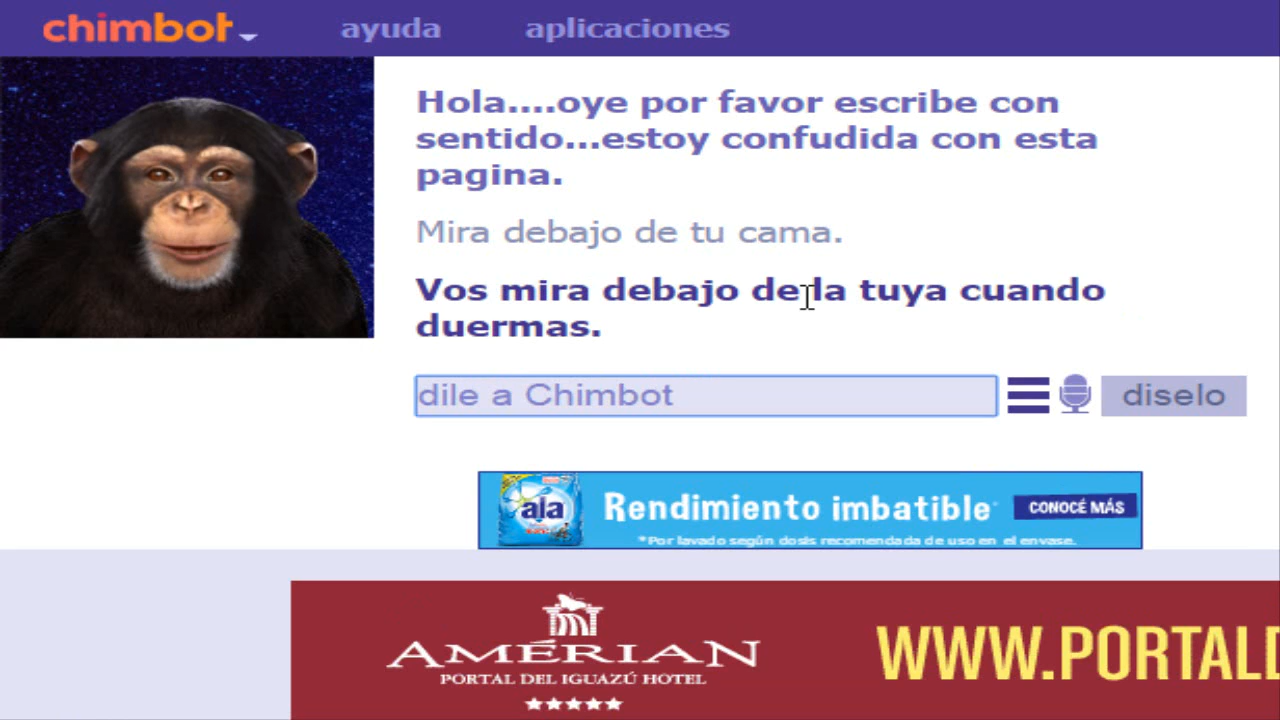 chimbot
ayuda
aplicaciones
Hola....oye por favor escribe con
sentido...estoy confudida con esta
pagina.
Mira debajo de tu cama.
Vos mira debajo de la tuya cuando
duermas.
dile a Chimbot
diselo
ala
Rendimiento imbatible*
CONOCÉ MÁS
*Por lavado según dosis recomendada de uso en el envase.
AMÉRIAN
PORTAL DEL IGUAZÚ HOTEL
WWW.PORTALD